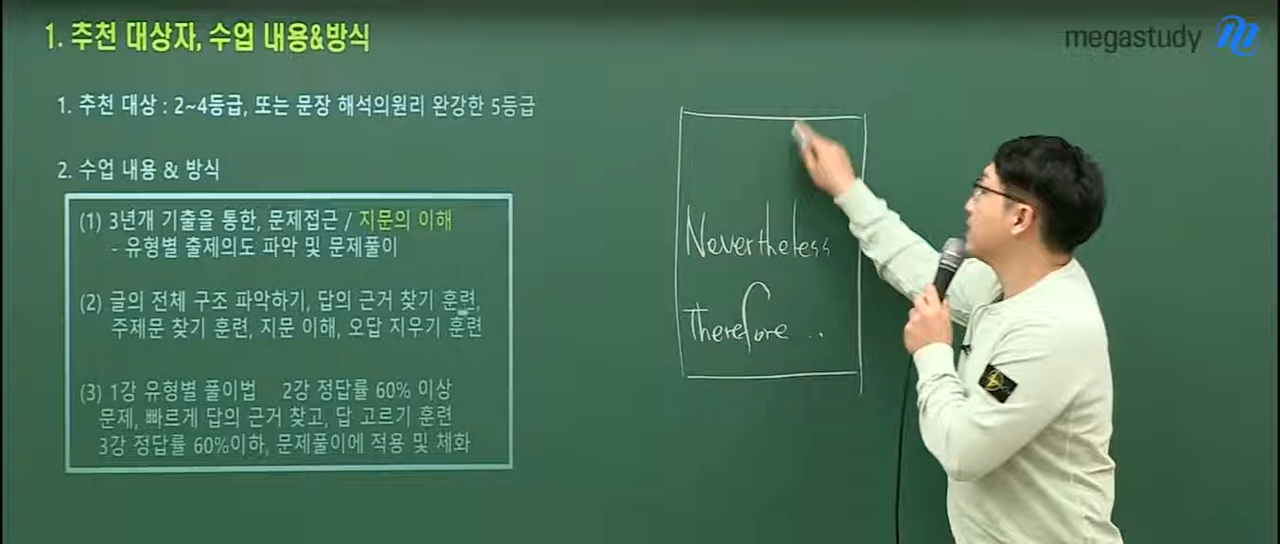 1. 추천 대상자, 수업 내용&방식
megastudy
1. 추천 대상 : 2~4등급, 또는 문장 해석의원리 완강한 5등급
2. 수업 내용 & 방식
(1) 3년개 기출을 통한, 문제접근 / 지문의 이해
- 유형별 출제의도 파악 및 문제풀이
(2) 글의 전체 구조 파악하기, 답의 근거 찾기 훈련,
주제문 찾기 훈련, 지문 이해, 오답 지우기 훈련
(3) 1강 유형별 풀이법 2강 정답률 60% 이상
문제, 빠르게 답의 근거 찾고, 답 고르기 훈련
3강 정답률 60%이하, 문제풀이에 적용 및 체화
Nevertheless
Therefore ..